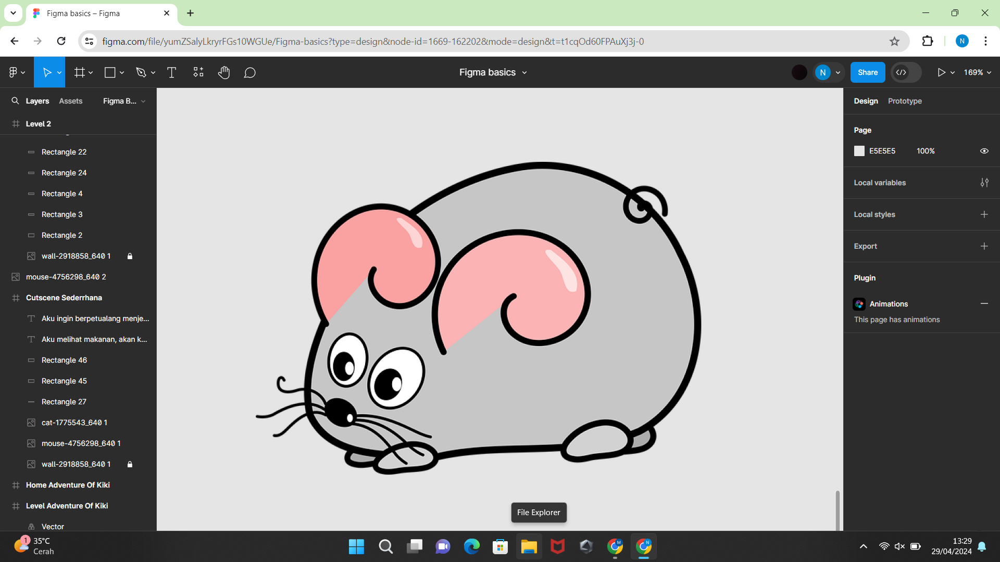 Figma basics – Figma
figma.com/file/yumZSalyLkryrFGs10WGUe/Figma-basics?type=design&node-id=1669-162202&mode=design&t=t1cqOd60FPAuXj3j-0
N
Figma basics
N
Share
169%
Layers
Assets
Figma B...
Level 2
Rectangle 22
Rectangle 24
Rectangle 4
Rectangle 3
Rectangle 2
wall-2918858_640 1
mouse-4756298_640 2
Cutscene Sederrhana
Aku ingin berpetualang menje...
Aku melihat makanan, akan k...
Rectangle 46
Rectangle 45
Rectangle 27
cat-1775543_640 1
mouse-4756298_640 1
wall-2918858_640 1
Home Adventure Of Kiki
Level Adventure Of Kiki
Vector
Design
Prototype
Page
E5E5E5
100%
Local variables
Local styles
Export
Plugin
Animations
This page has animations
File Explorer
1
35°C
Cerah
M
N
13:29
29/04/2024